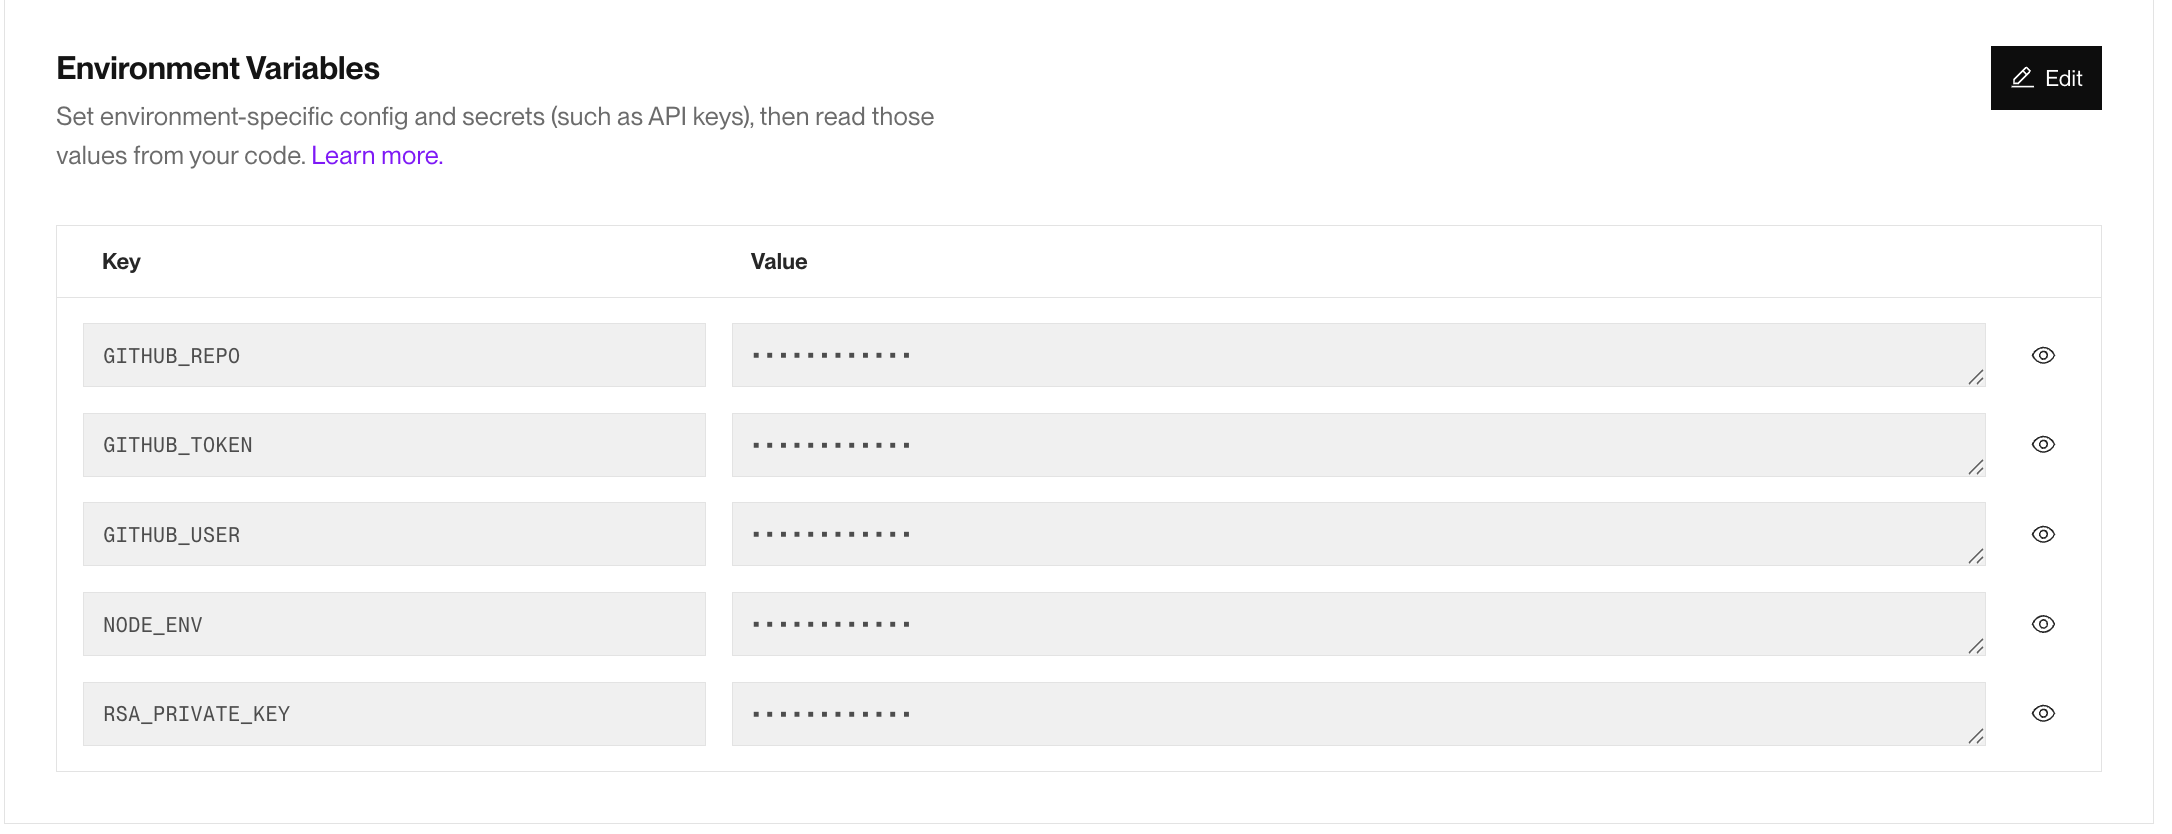 Environment Variables
Edit
Set environment-specific config and secrets (such as API keys), then read those
values from your code. Learn more.
Key Value
GITHUB_REPO ············
GITHUB_TOKEN ············
GITHUB_USER ············
NODE_ENV ············
RSA_PRIVATE_KEY ············